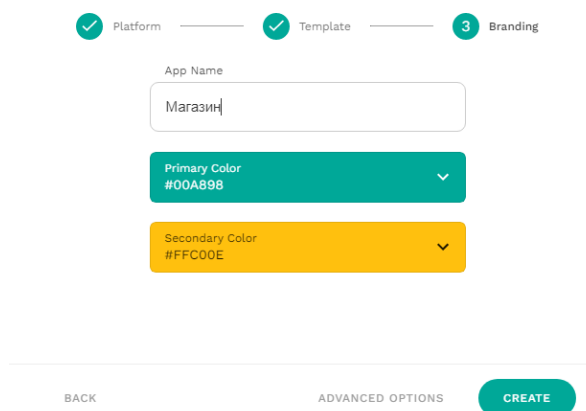 Platform
Template
3 Branding
App Name
Магазин
Primary Color
#00A898
Secondary Color
#FFC00E
BACK
ADVANCED OPTIONS
CREATE